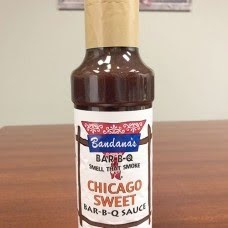 Bandana's
BAR-B-Q
SMELL THAT SMOKE
CHICAGO
SWEET
BAR-B-Q SAUCE